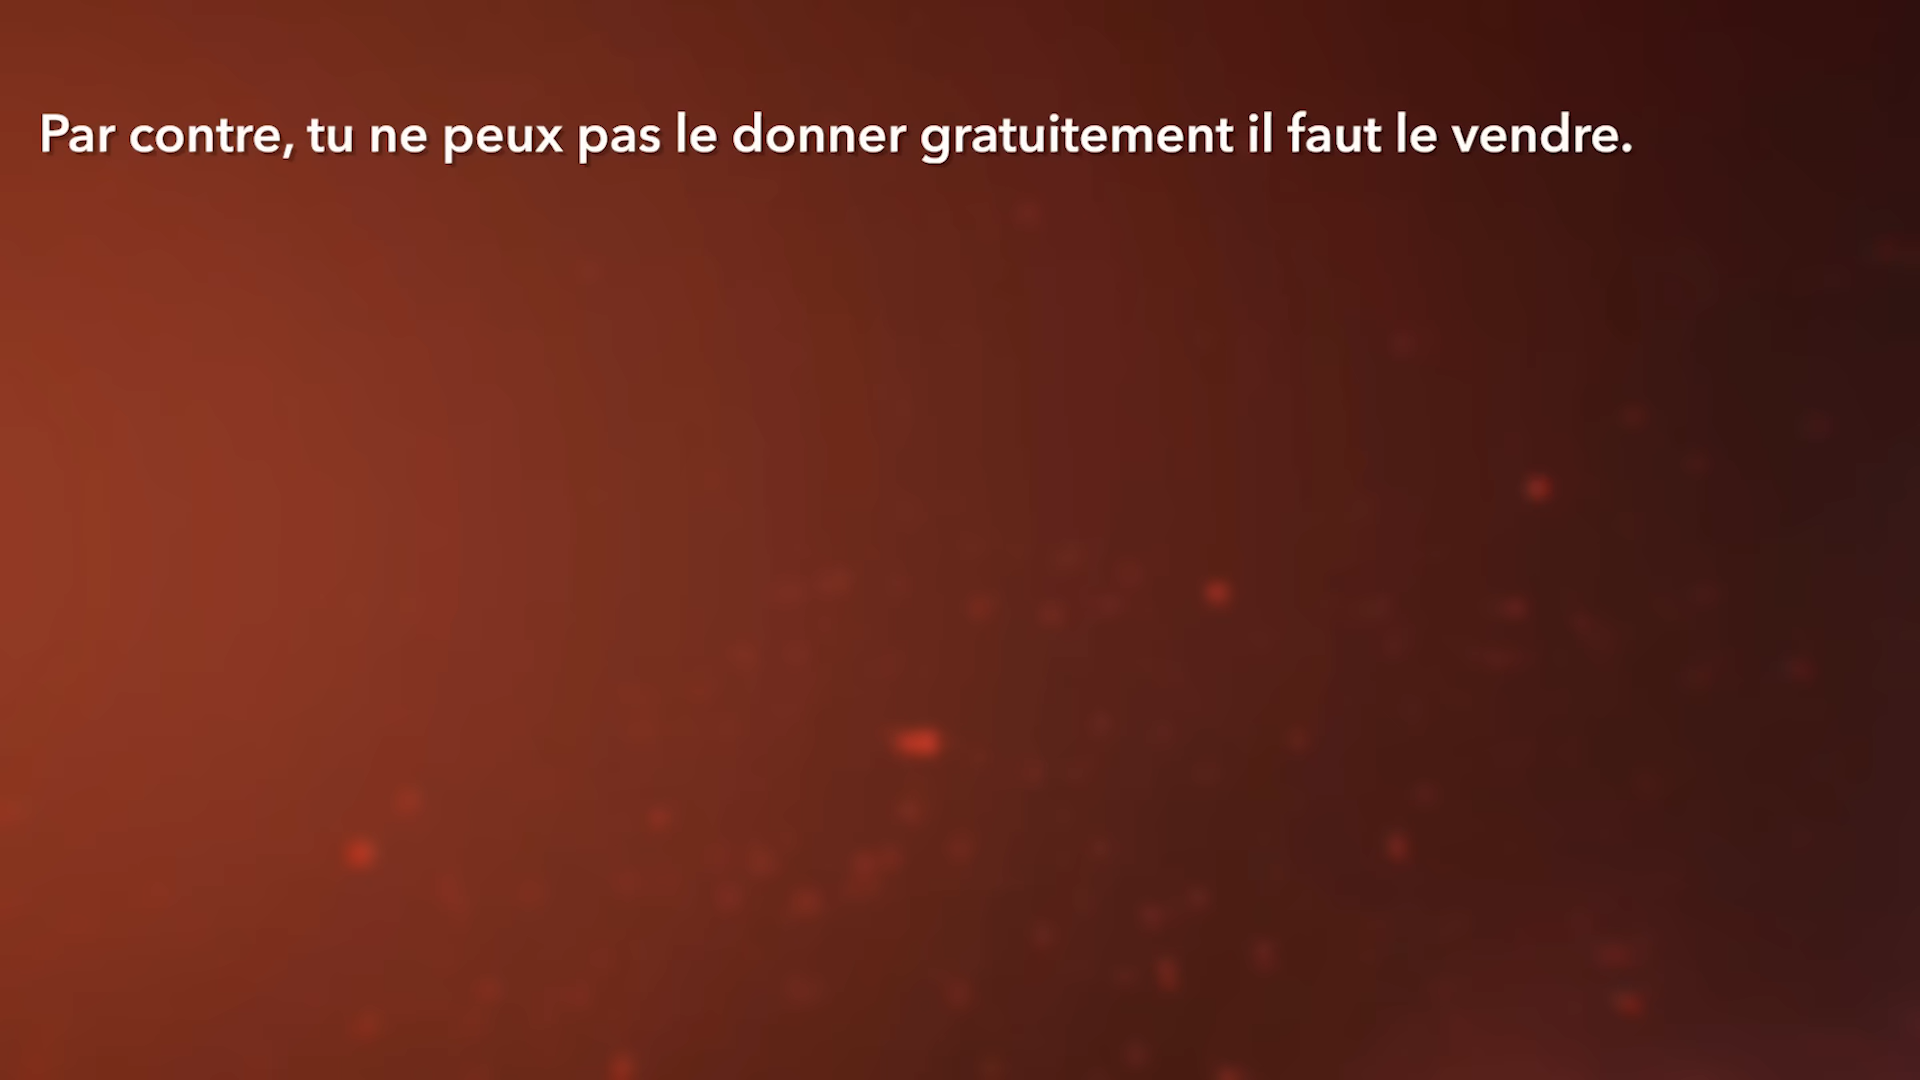 Par contre, tu ne peux pas le donner gratuitement il faut le vendre.